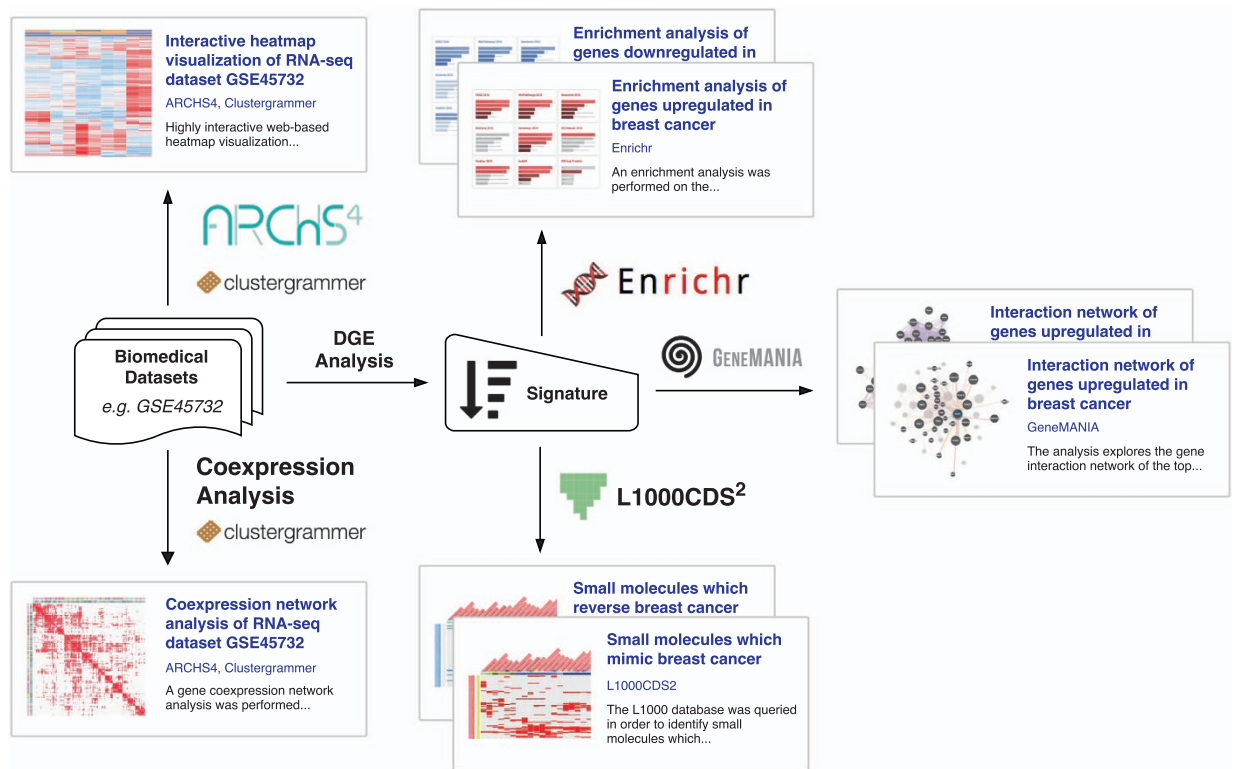 Interactive heatmap
visualization of RNA-seq
dataset GSE45732
ARCHS4, Clustergrammer
Highly interactive web-based
heatmap visualization...
Enrichment analysis of
genes downregulated in
Enrichment analysis of
genes upregulated in
breast cancer
Enrichr
An enrichment analysis was
performed on the...
ARCHS4
clustergrammer
Enrichr
Biomedical
Datasets
e.g. GSE45732
DGE
Analysis
Signature
GENEMANIA
Interaction network of
genes upregulated in
Interaction network of
genes upregulated in
breast cancer
GeneMANIA
The analysis explores the gene
interaction network of the top...
Coexpression
Analysis
clustergrammer
L1000CDS²
Coexpression network
analysis of RNA-seq
dataset GSE45732
ARCHS4, Clustergrammer
A gene coexpression network
analysis was performed...
Small molecules which
reverse breast cancer
Small molecules which
mimic breast cancer
L1000CDS2
The L1000 database was queried
in order to identify small
molecules which...